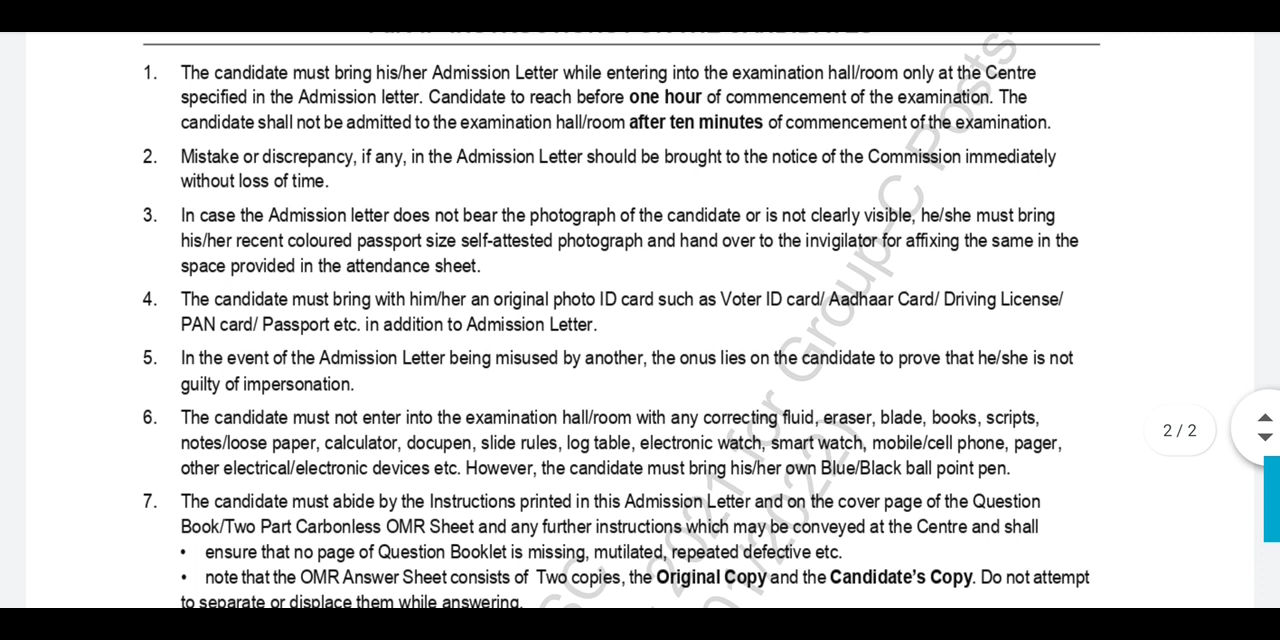 1. The candidate must bring his/her Admission Letter while entering into the examination hall/room only at the Centre
specified in the Admission letter. Candidate to reach before one hour of commencement of the examination. The
candidate shall not be admitted to the examination hall/room after ten minutes of commencement of the examination.
2. Mistake or discrepancy, if any, in the Admission Letter should be brought to the notice of the Commission immediately
without loss of time.
3. In case the Admission letter does not bear the photograph of the candidate or is not clearly visible, he/she must bring
his/her recent coloured passport size self-attested photograph and hand over to the invigilator for affixing the same in the
space provided in the attendance sheet.
4. The candidate must bring with him/her an original photo ID card such as Voter ID card/ Aadhaar Card/ Driving License/
PAN card/ Passport etc. in addition to Admission Letter.
5. In the event of the Admission Letter being misused by another, the onus lies on the candidate to prove that he/she is not
guilty of impersonation.
6. The candidate must not enter into the examination hall/room with any correcting fluid, eraser, blade, books, scripts,
notes/loose paper, calculator, docupen, slide rules, log table, electronic watch, smart watch, mobile/cell phone, pager,
other electrical/electronic devices etc. However, the candidate must bring his/her own Blue/Black ball point pen.
7. The candidate must abide by the Instructions printed in this Admission Letter and on the cover page of the Question
Book/Two Part Carbonless OMR Sheet and any further instructions which may be conveyed at the Centre and shall
• ensure that no page of Question Booklet is missing, mutilated, repeated defective etc.
• note that the OMR Answer Sheet consists of Two copies, the Original Copy and the Candidate's Copy. Do not attempt
to separate or displace them while answering.
2 / 2
2021 for Group-C Posts